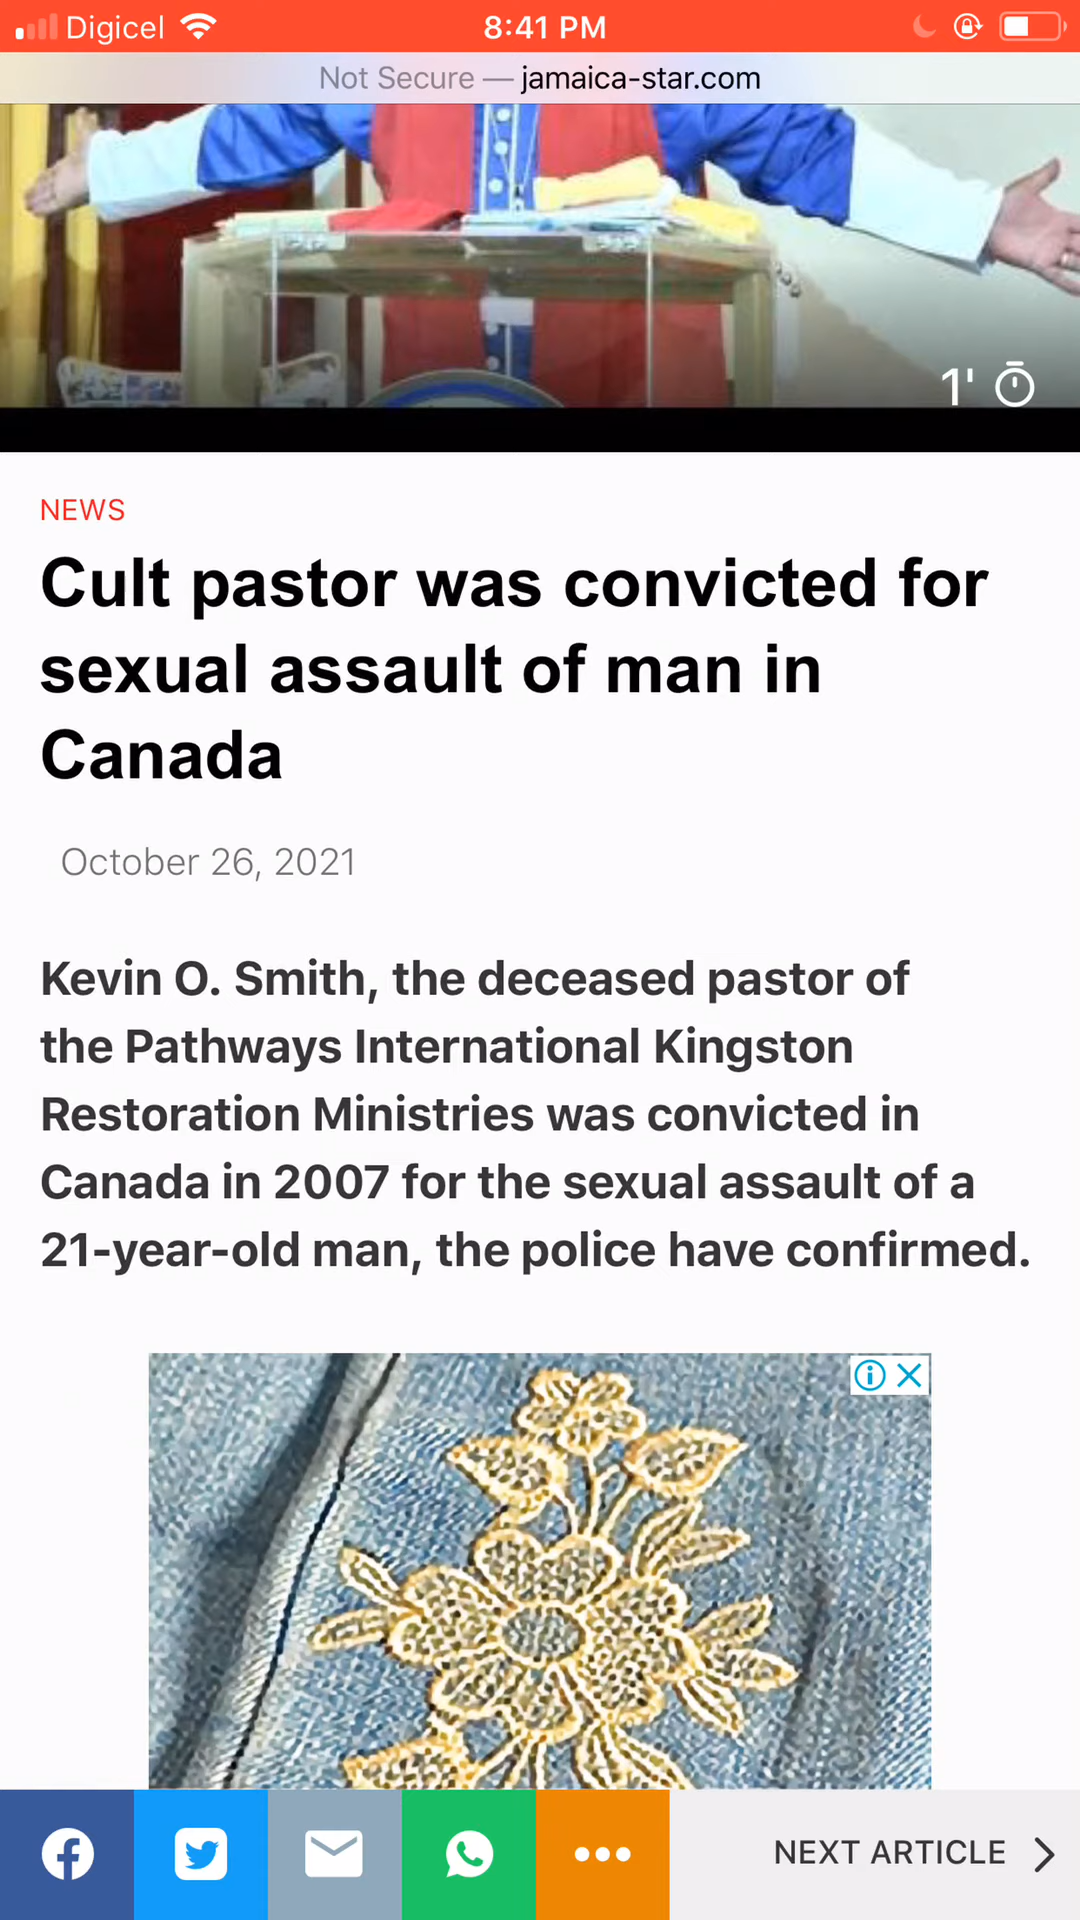 Digicel 8:41 PM
Not Secure — jamaica-star.com
1'
NEWS
Cult pastor was convicted for
sexual assault of man in
Canada
October 26, 2021
Kevin O. Smith, the deceased pastor of
the Pathways International Kingston
Restoration Ministries was convicted in
Canada in 2007 for the sexual assault of a
21-year-old man, the police have confirmed.
NEXT ARTICLE